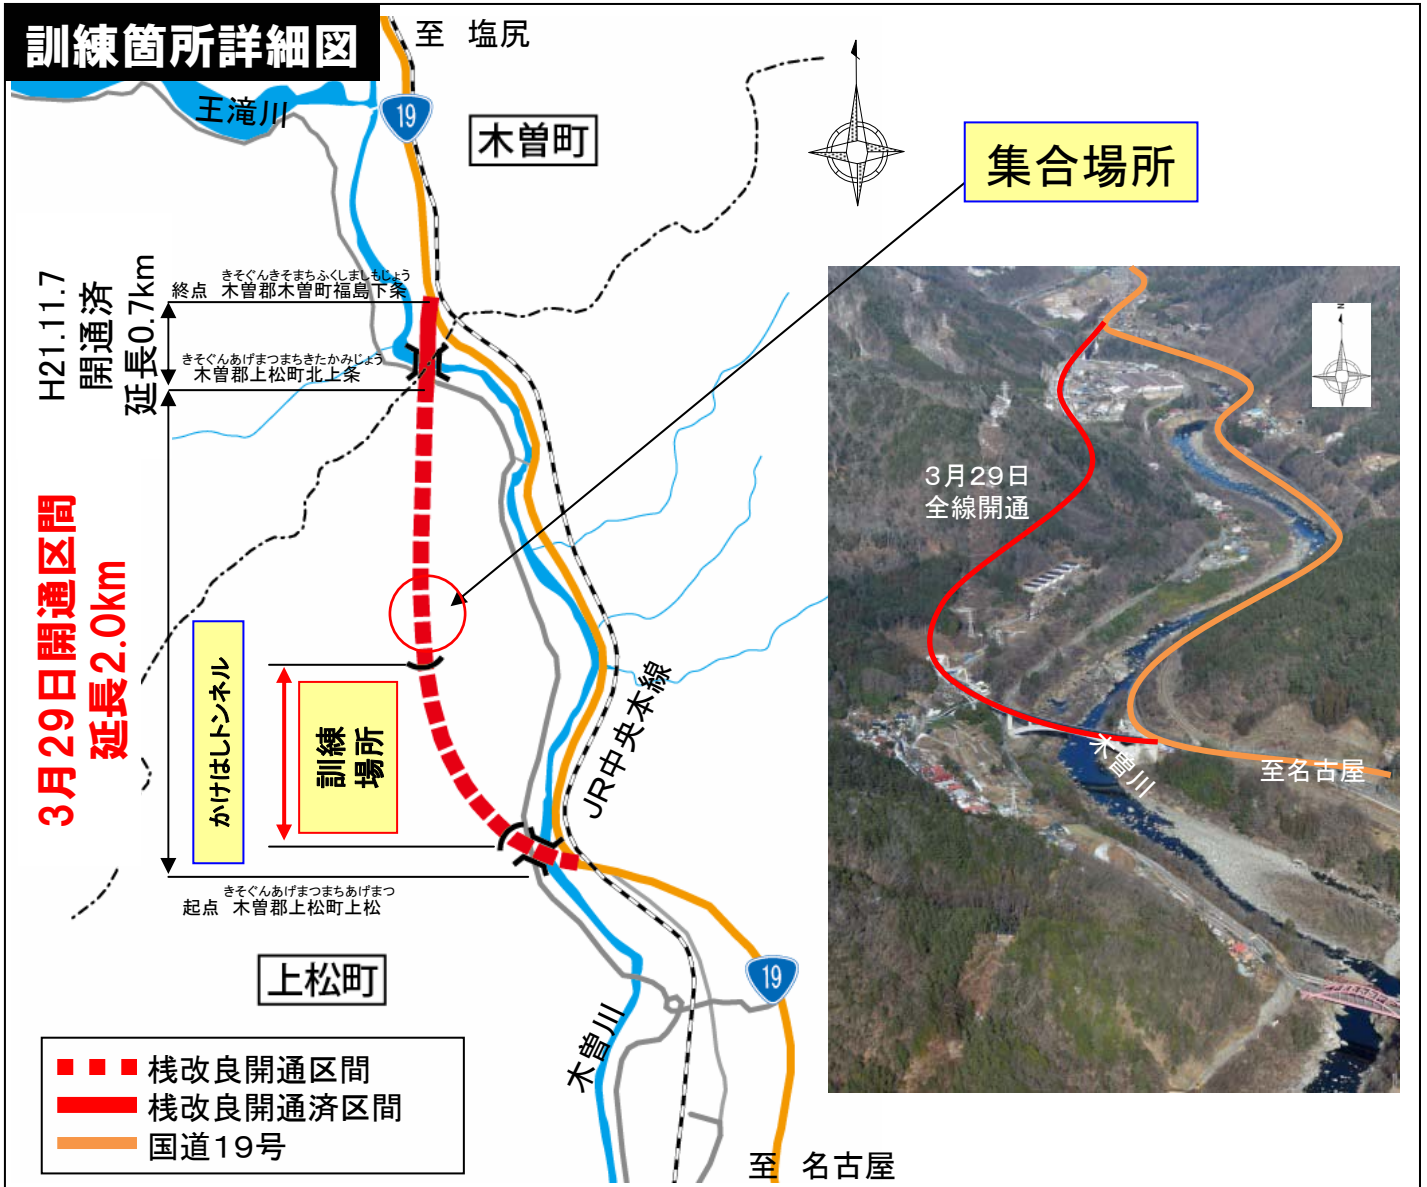 訓練箇所詳細図
至 塩尻
王滝川
19
木曽町
集合場所
H21.11.7
開通済
延長0.7km
きそぐんきそまちふくしましもじょう
終点 木曽郡木曽町福島下条
きそぐんあげまつまちきたかみじょう
木曽郡上松町北上条
3月29日開通区間
延長2.0km
かけはしトンネル
訓練
場所
JR中央本線
きそぐんあげまつまちあげまつ
起点 木曽郡上松町上松
上松町
木曽川
19
至 名古屋
桟改良開通区間
桟改良開通済区間
国道19号
N
3月29日
全線開通
木曽川
至名古屋